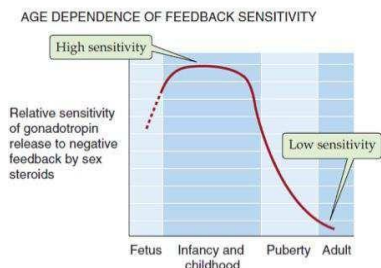 AGE DEPENDENCE OF FEEDBACK SENSITIVITY
High sensitivity
Relative sensitivity
of gonadotropin
release to negative
feedback by sex
steroids
Low sensitivity
Fetus Infancy and Puberty Adult
childhood